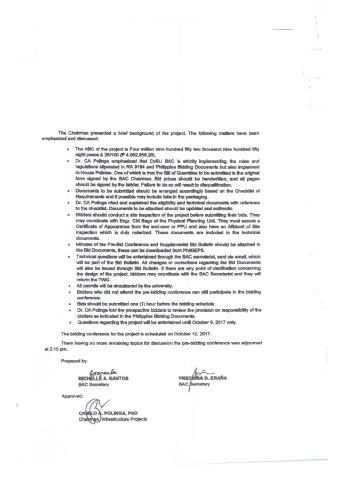 The Chairman presented a brief background of the project. The following matters have been
emphasized and discussed:
• The ABC of the project is Four million nine hundred fifty two thousand nine hundred fifty
eight pesos & 26/100 (₱ 4,952,958.26).
• Dr. CA Polinga emphasized that CvSU BAC is strictly implementing the rules and
regulations stipulated in RA 9184 and Philippine Bidding Documents but also implement
In-House Policies. One of which is that the Bill of Quantities to be submitted is the original
form signed by the BAC Chairman. Bid prices should be handwritten, and all pages
should be signed by the bidder. Failure to do so will result to disqualification.
• Documents to be submitted should be arranged accordingly based on the Checklist of
Requirements and if possible may include tabs in the packaging.
• Dr. CA Polinga cited and explained the eligibility and technical documents with reference
to the checklist. Documents to be attached should be updated and authentic.
• Bidders should conduct a site inspection of the project before submitting their bids. They
may coordinate with Engr. CM Bago at the Physical Planning Unit. They must secure a
Certificate of Appearance from the end-user or PPU and also have an Affidavit of Site
Inspection which is duly notarized. These documents are included in the technical
documents.
• Minutes of the Pre-Bid Conference and Supplemental Bid Bulletin should be attached in
the Bid Documents, these can be downloaded from PhilGEPS.
• Technical questions will be entertained through the BAC secretariat, sent via email, which
will be part of the Bid Bulletin. All changes or corrections regarding the Bid Documents
will also be issued through Bid Bulletin. If there are any point of clarification concerning
the design of the project, bidders may coordinate with the BAC Secretariat and they will
inform the TWG.
• All permits will be shouldered by the university.
• Bidders who did not attend the pre-bidding conference can still participate in the bidding
conference.
• Bids should be submitted one (1) hour before the bidding schedule.
• Dr. CA Polinga told the prospective bidders to review the provision on responsibility of the
bidders as indicated in the Philippine Bidding Documents.
• Questions regarding the project will be entertained until October 9, 2017 only.
The bidding conference for the project is scheduled on October 12, 2017.
There having no more remaining topics for discussion the pre-bidding conference was adjourned
at 2:15 pm.
Prepared by:
MICHELLE A. SANTOS PRECIOSA G. ERAÑA
BAC Secretary BAC Secretary
Approved:
CAMILO A. POLINGA, PhD
Chairman, Infrastructure Projects